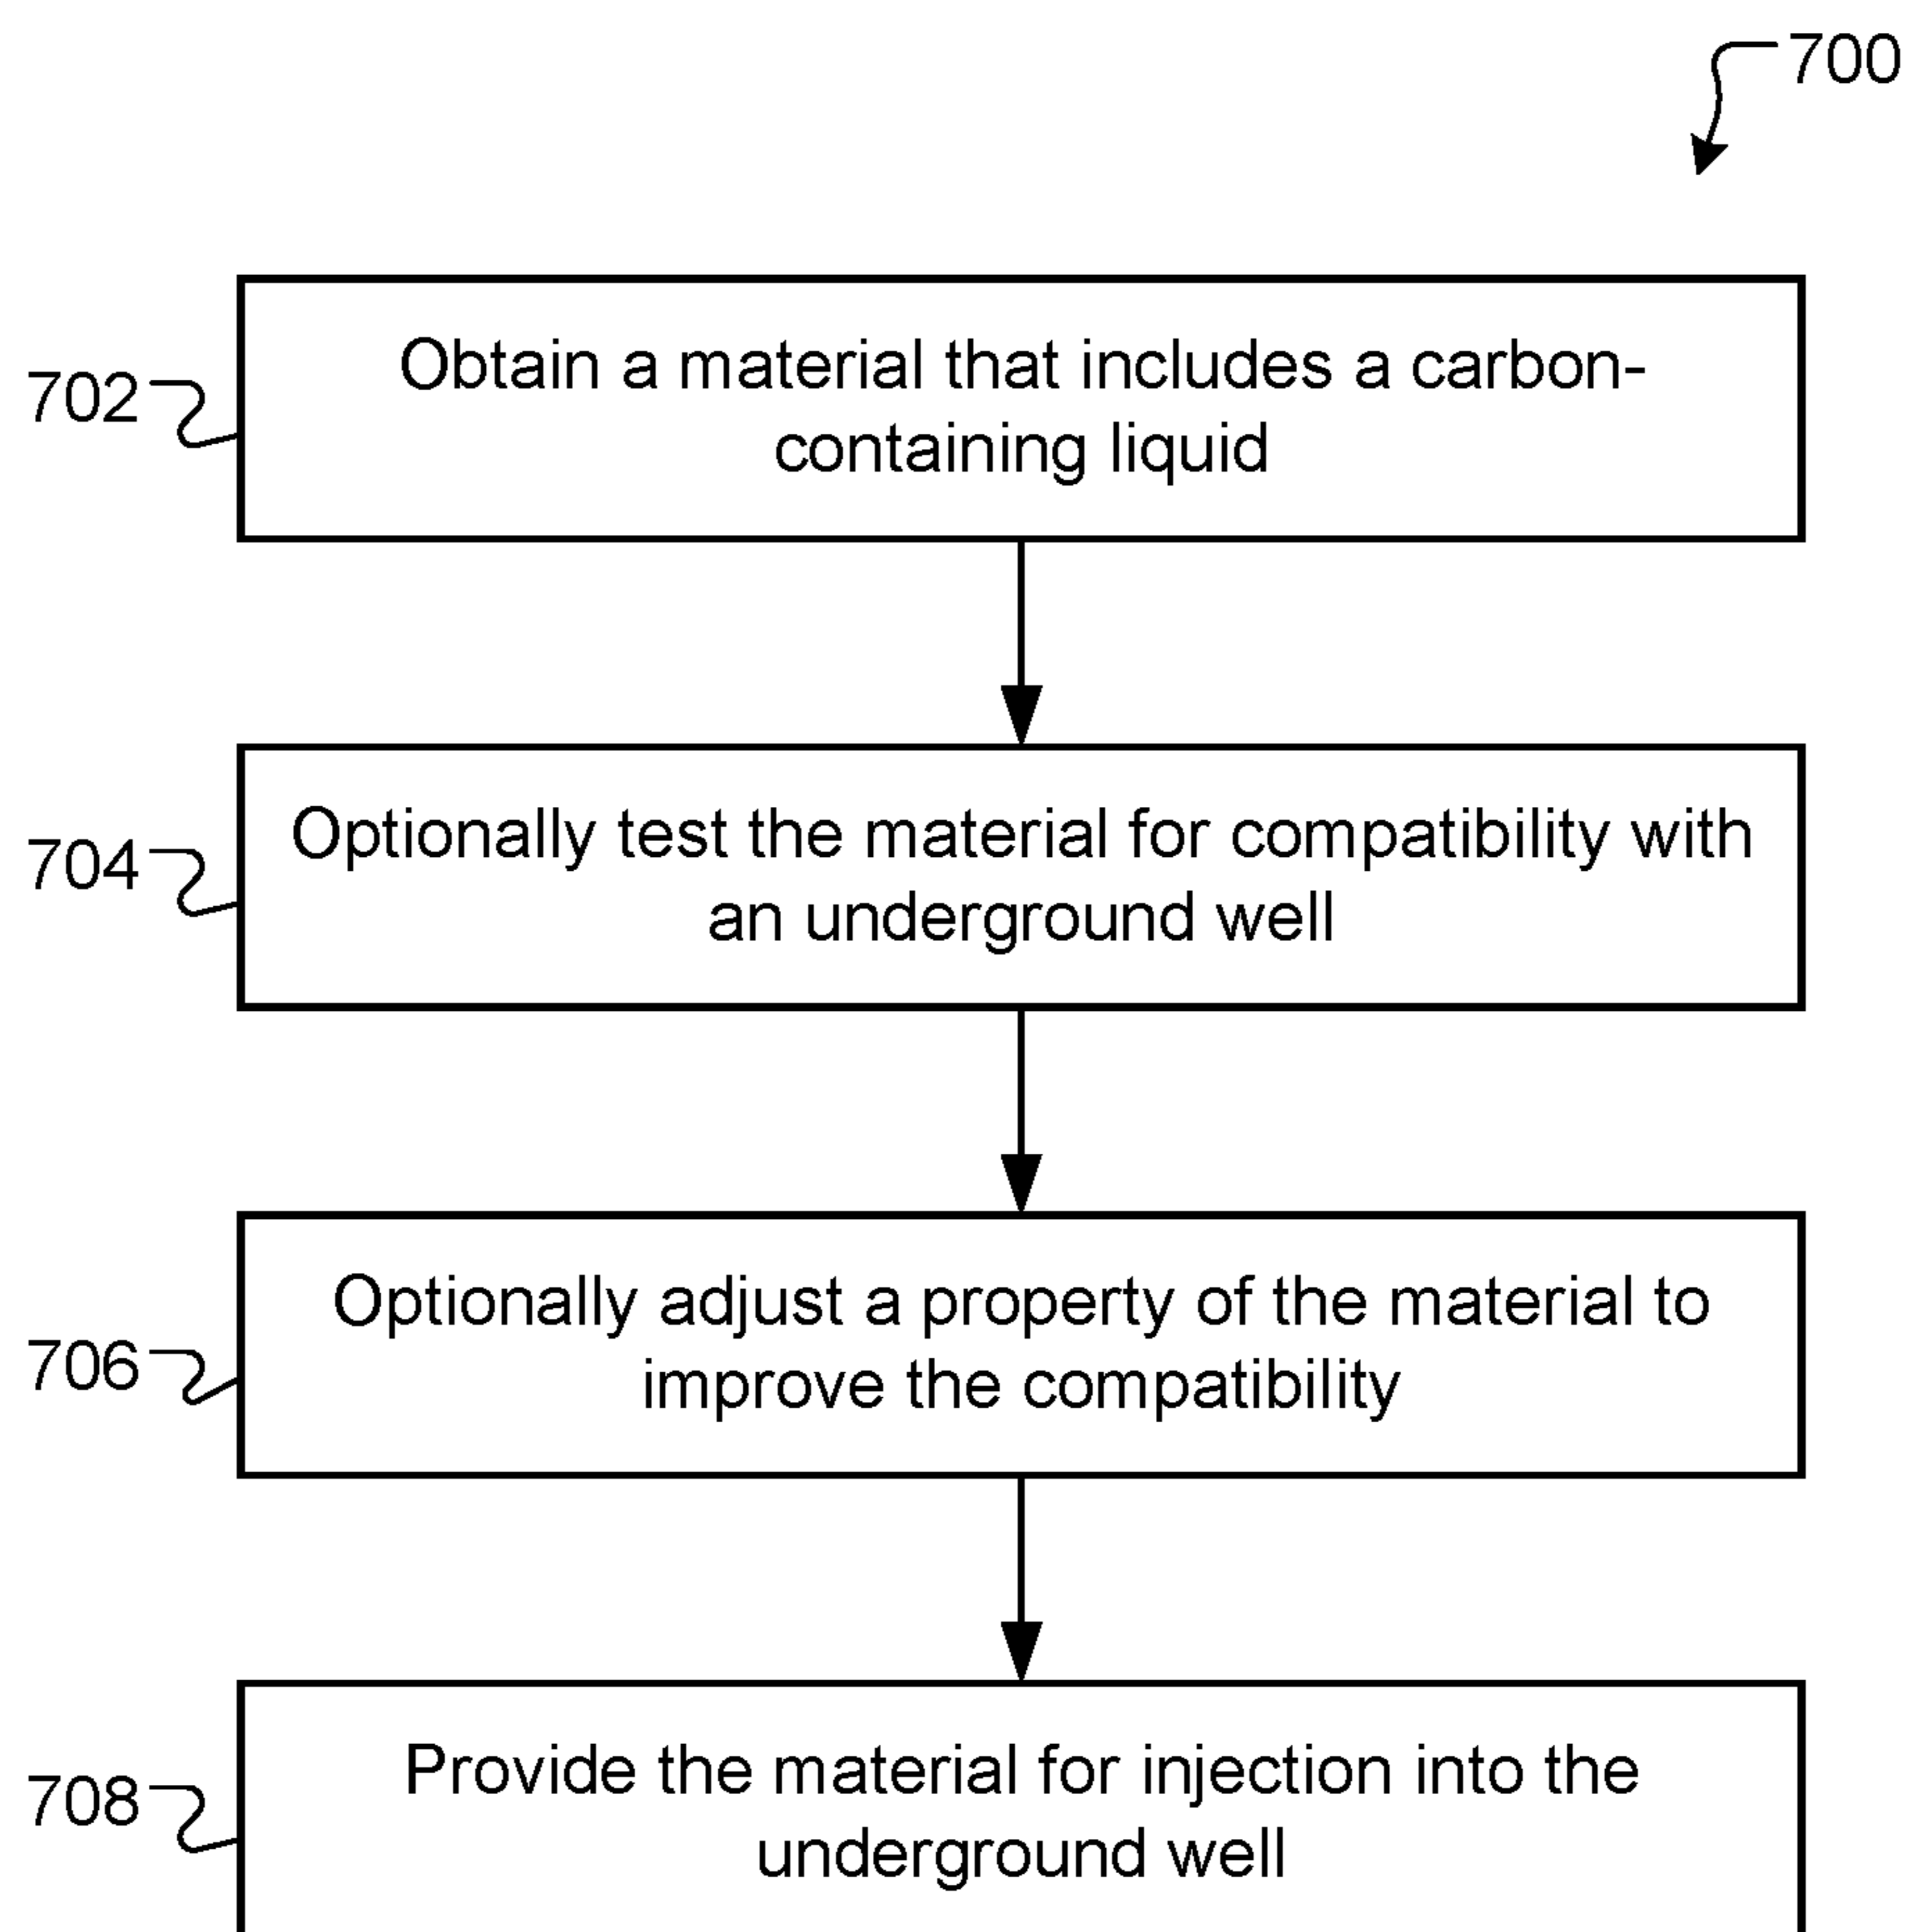 700
702
Obtain a material that includes a carbon-
containing liquid
704
Optionally test the material for compatibility with
an underground well
706
Optionally adjust a property of the material to
improve the compatibility
708
Provide the material for injection into the
underground well